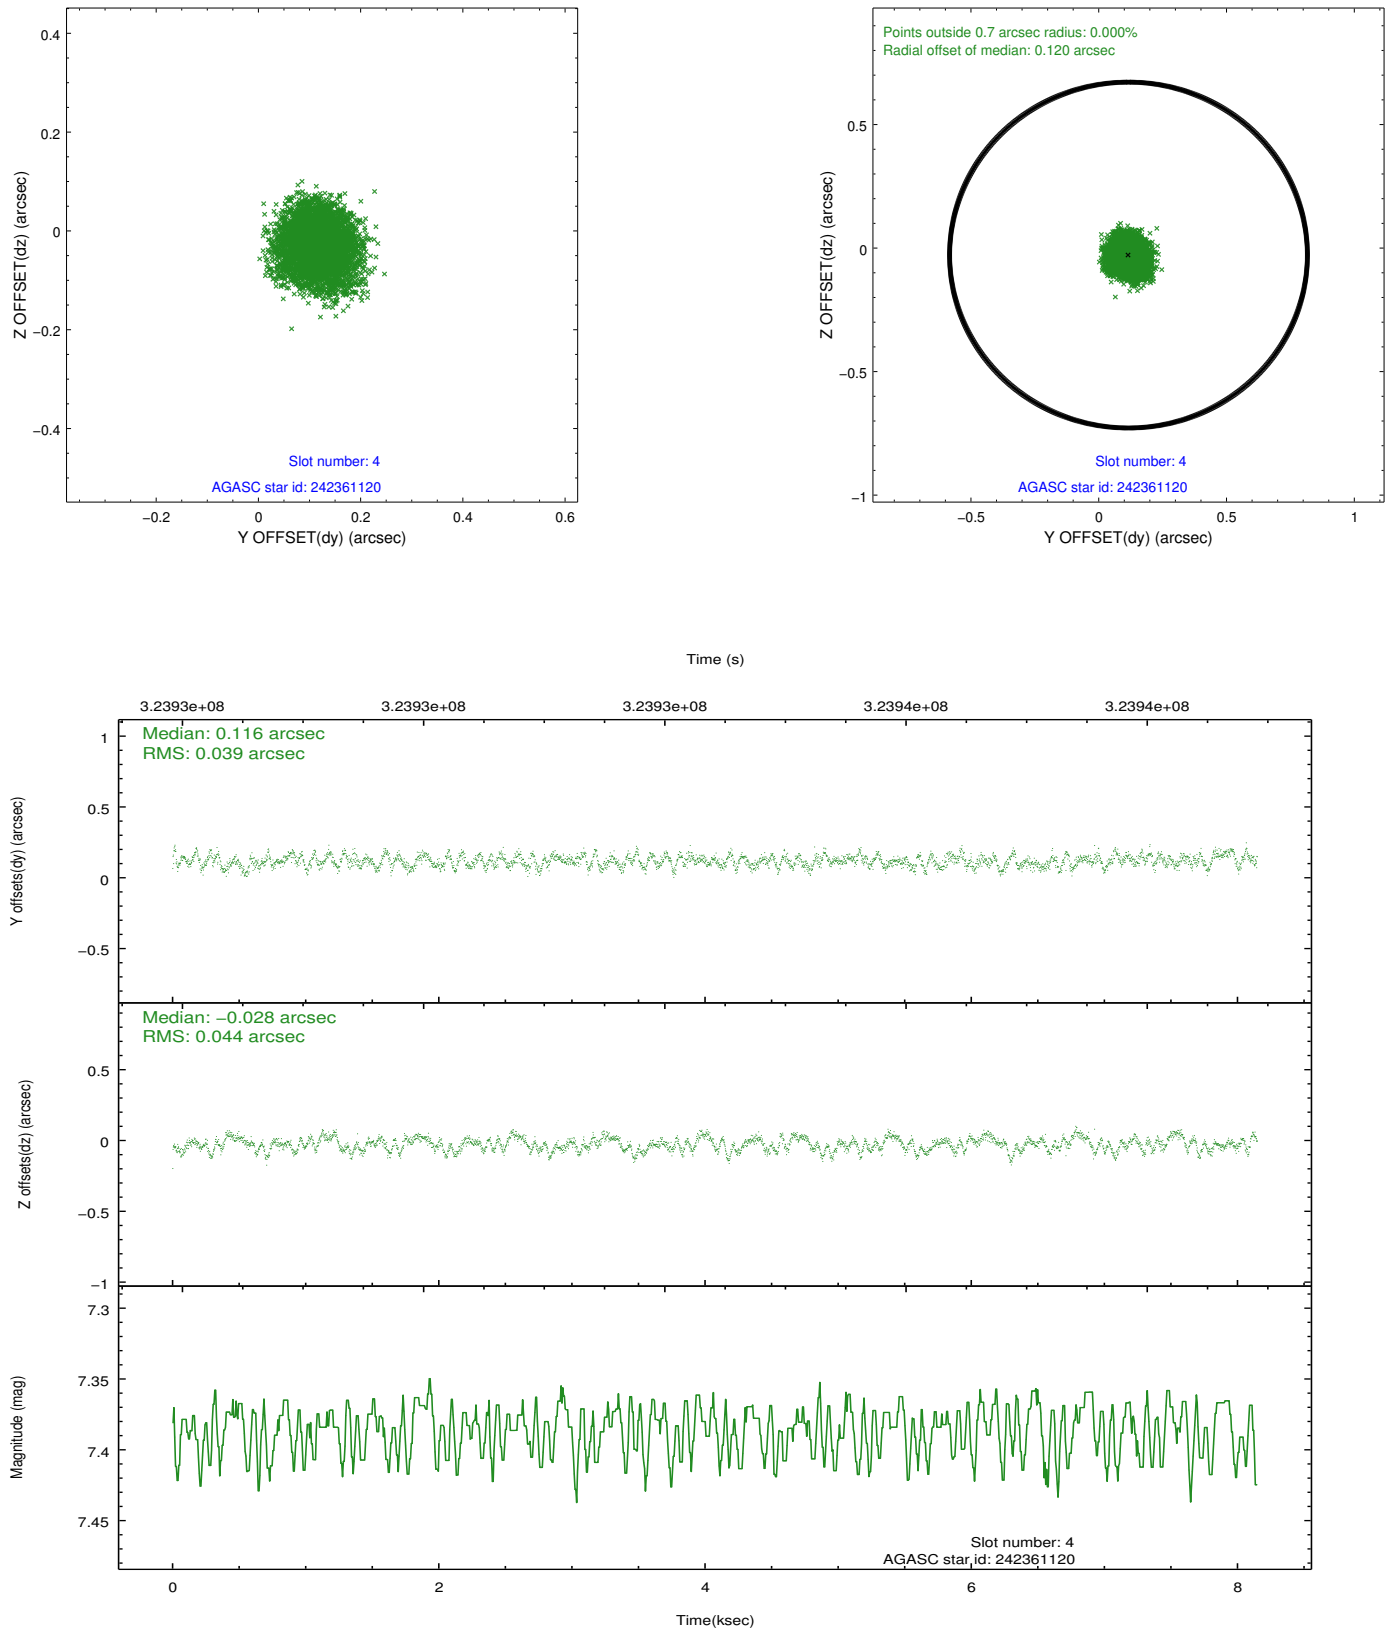 0.4
0.2
0
−0.2
−0.4
Z OFFSET(dz) (arcsec)
Slot number: 4
AGASC star id: 242361120
−0.2 0 0.2 0.4 0.6
Y OFFSET(dy) (arcsec)
Points outside 0.7 arcsec radius: 0.000%
Radial offset of median: 0.120 arcsec
0.5
0
−0.5
−1
Z OFFSET(dz) (arcsec)
Slot number: 4
AGASC star id: 242361120
−0.5 0 0.5 1
Y OFFSET(dy) (arcsec)
Time (s)
3.2393e+08 3.2393e+08 3.2393e+08 3.2394e+08 3.2394e+08
Median: 0.116 arcsec
RMS: 0.039 arcsec
1
0.5
0
−0.5
Y offsets(dy) (arcsec)
Median: −0.028 arcsec
RMS: 0.044 arcsec
0.5
0
−0.5
−1
Z offsets(dz) (arcsec)
7.3
7.35
7.4
7.45
Magnitude (mag)
Slot number: 4
AGASC star id: 242361120
0 2 4 6 8
Time(ksec)